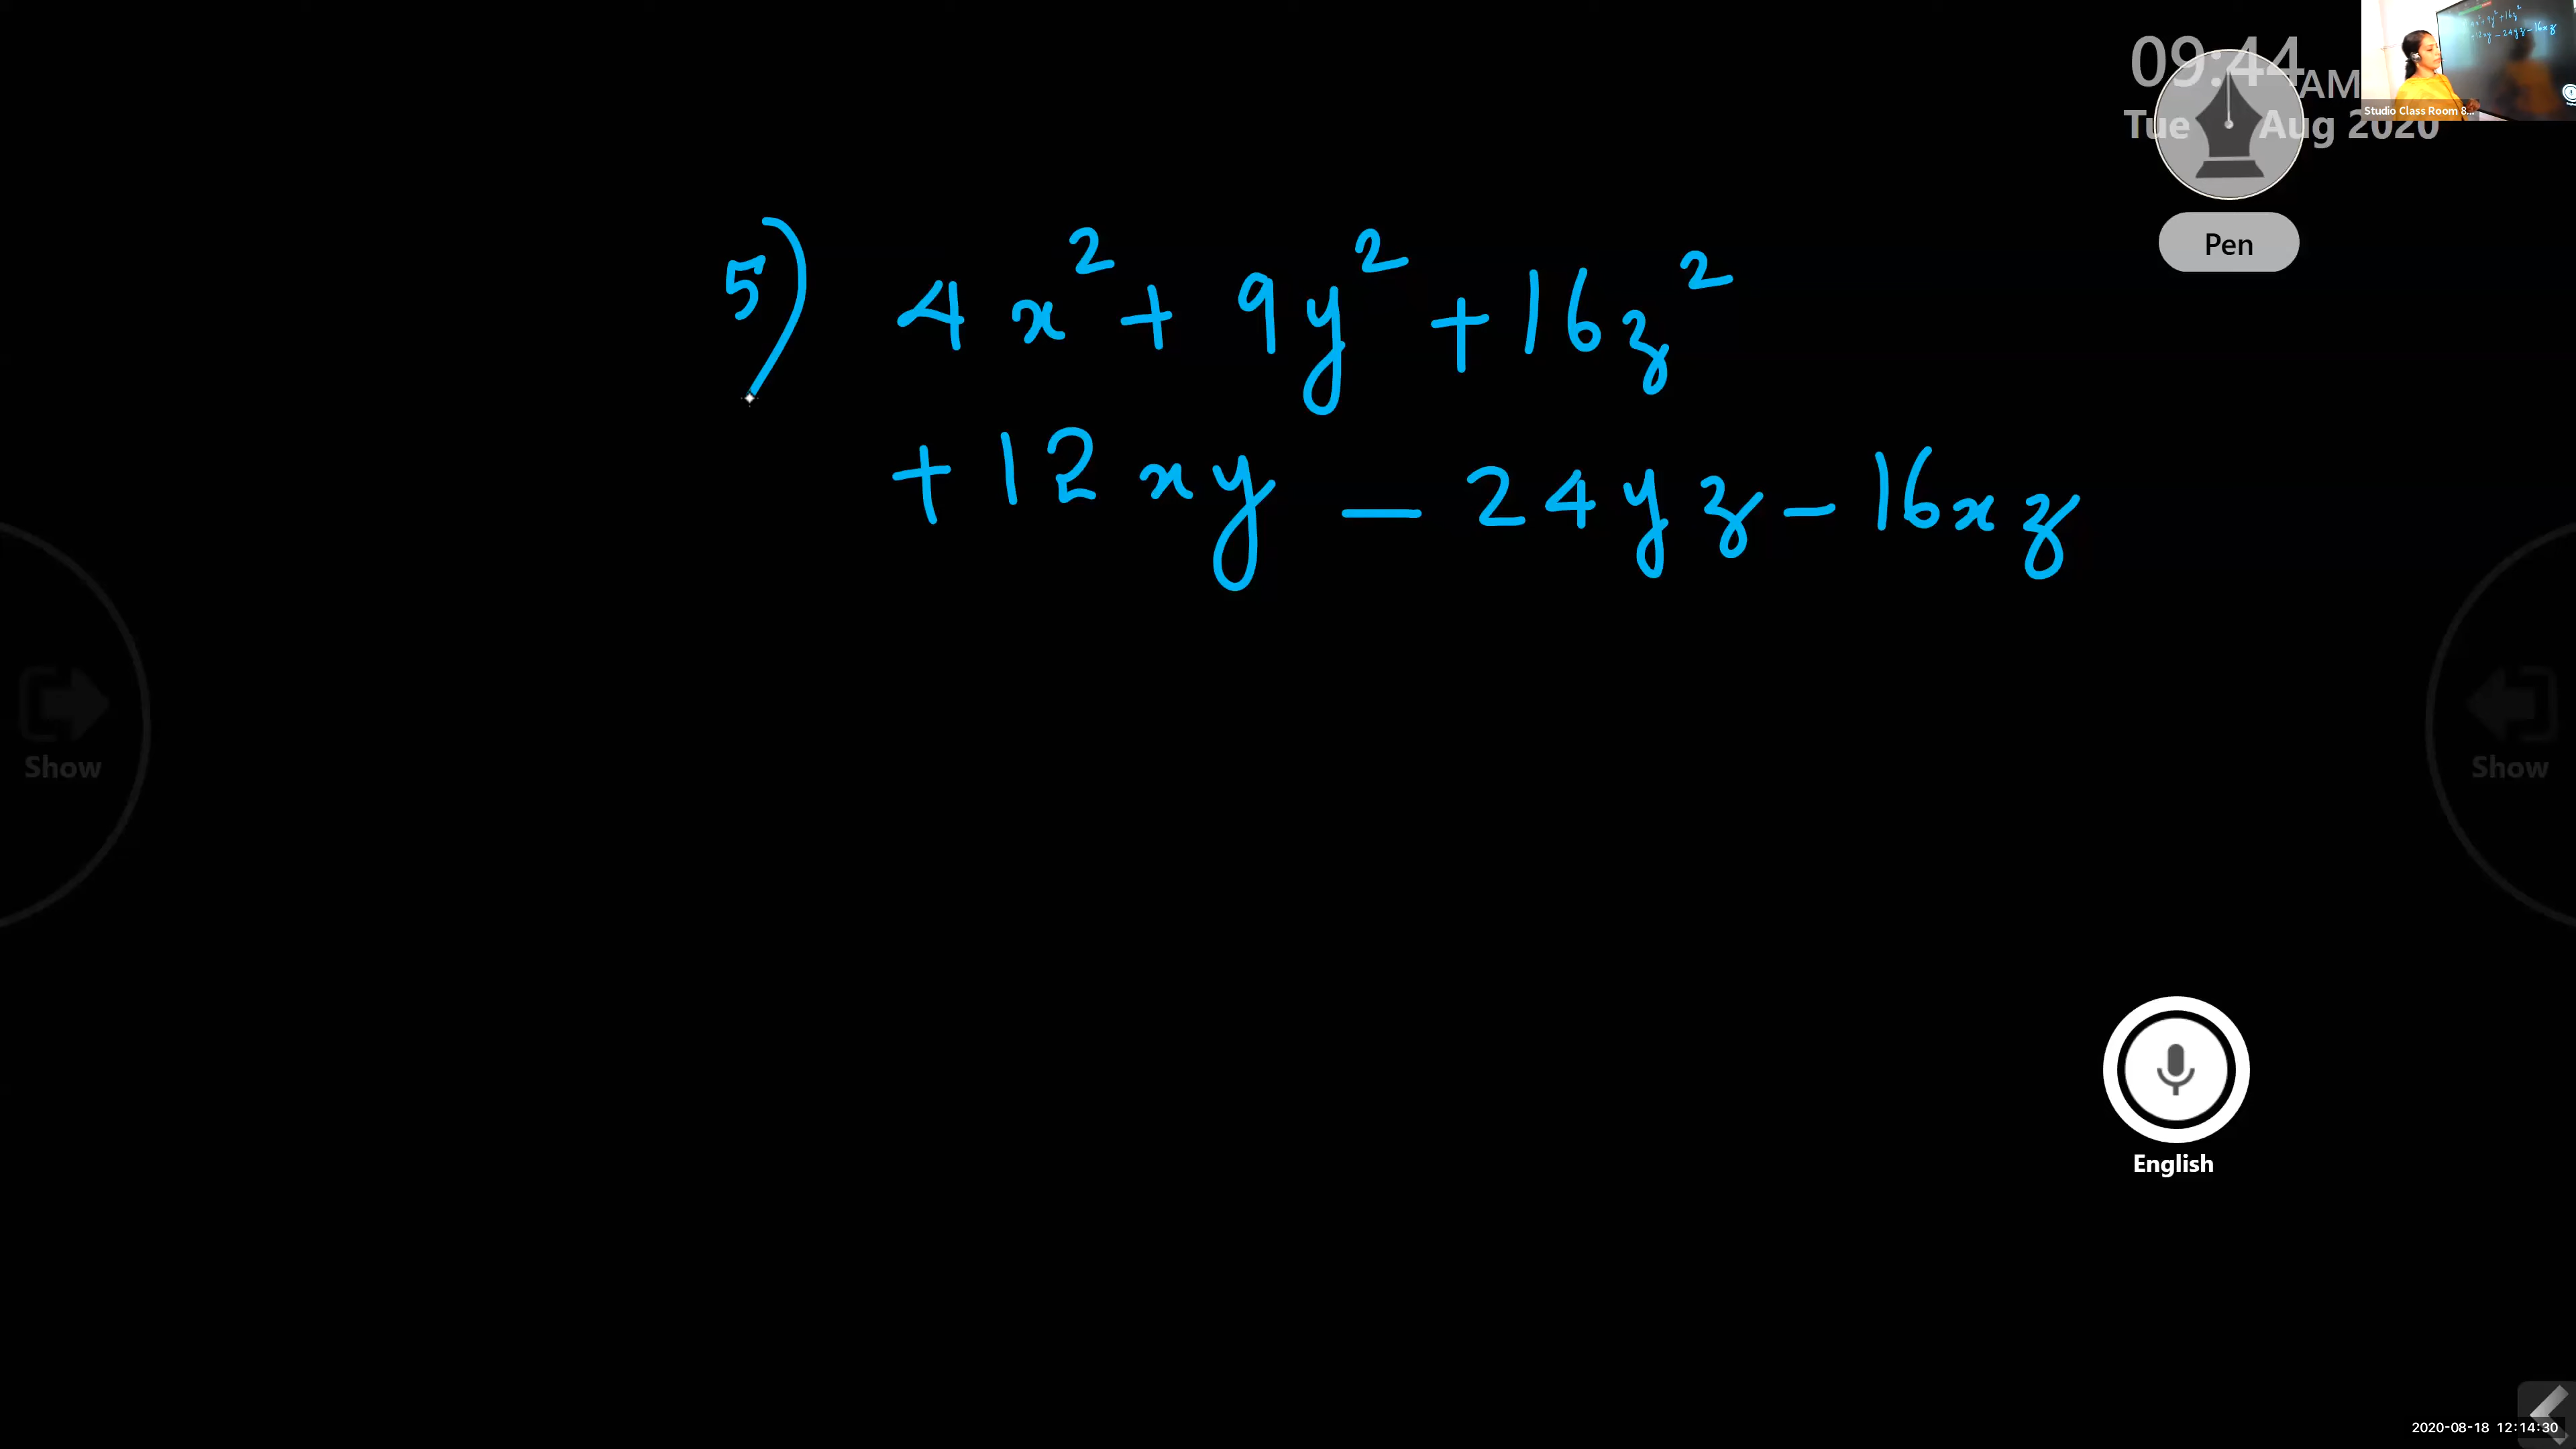 09:44 AM
Tue Aug 2020
Studio Class Room 8...
Pen
5) 4x² + 9y² + 16z²
+ 12xy - 24yz - 16xz
Show
Show
English
2020-08-18 12:14:30